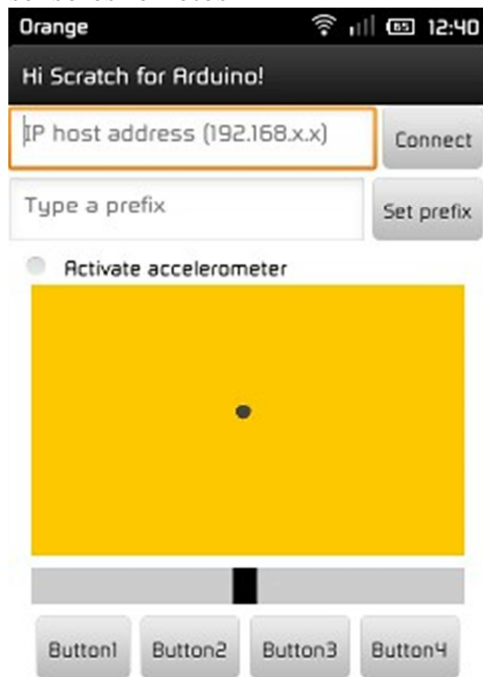 Orange 65 12:40
Hi Scratch for Arduino!
IP host address (192.168.x.x) Connect
Type a prefix Set prefix
Activate accelerometer
Button1 Button2 Button3 Button4